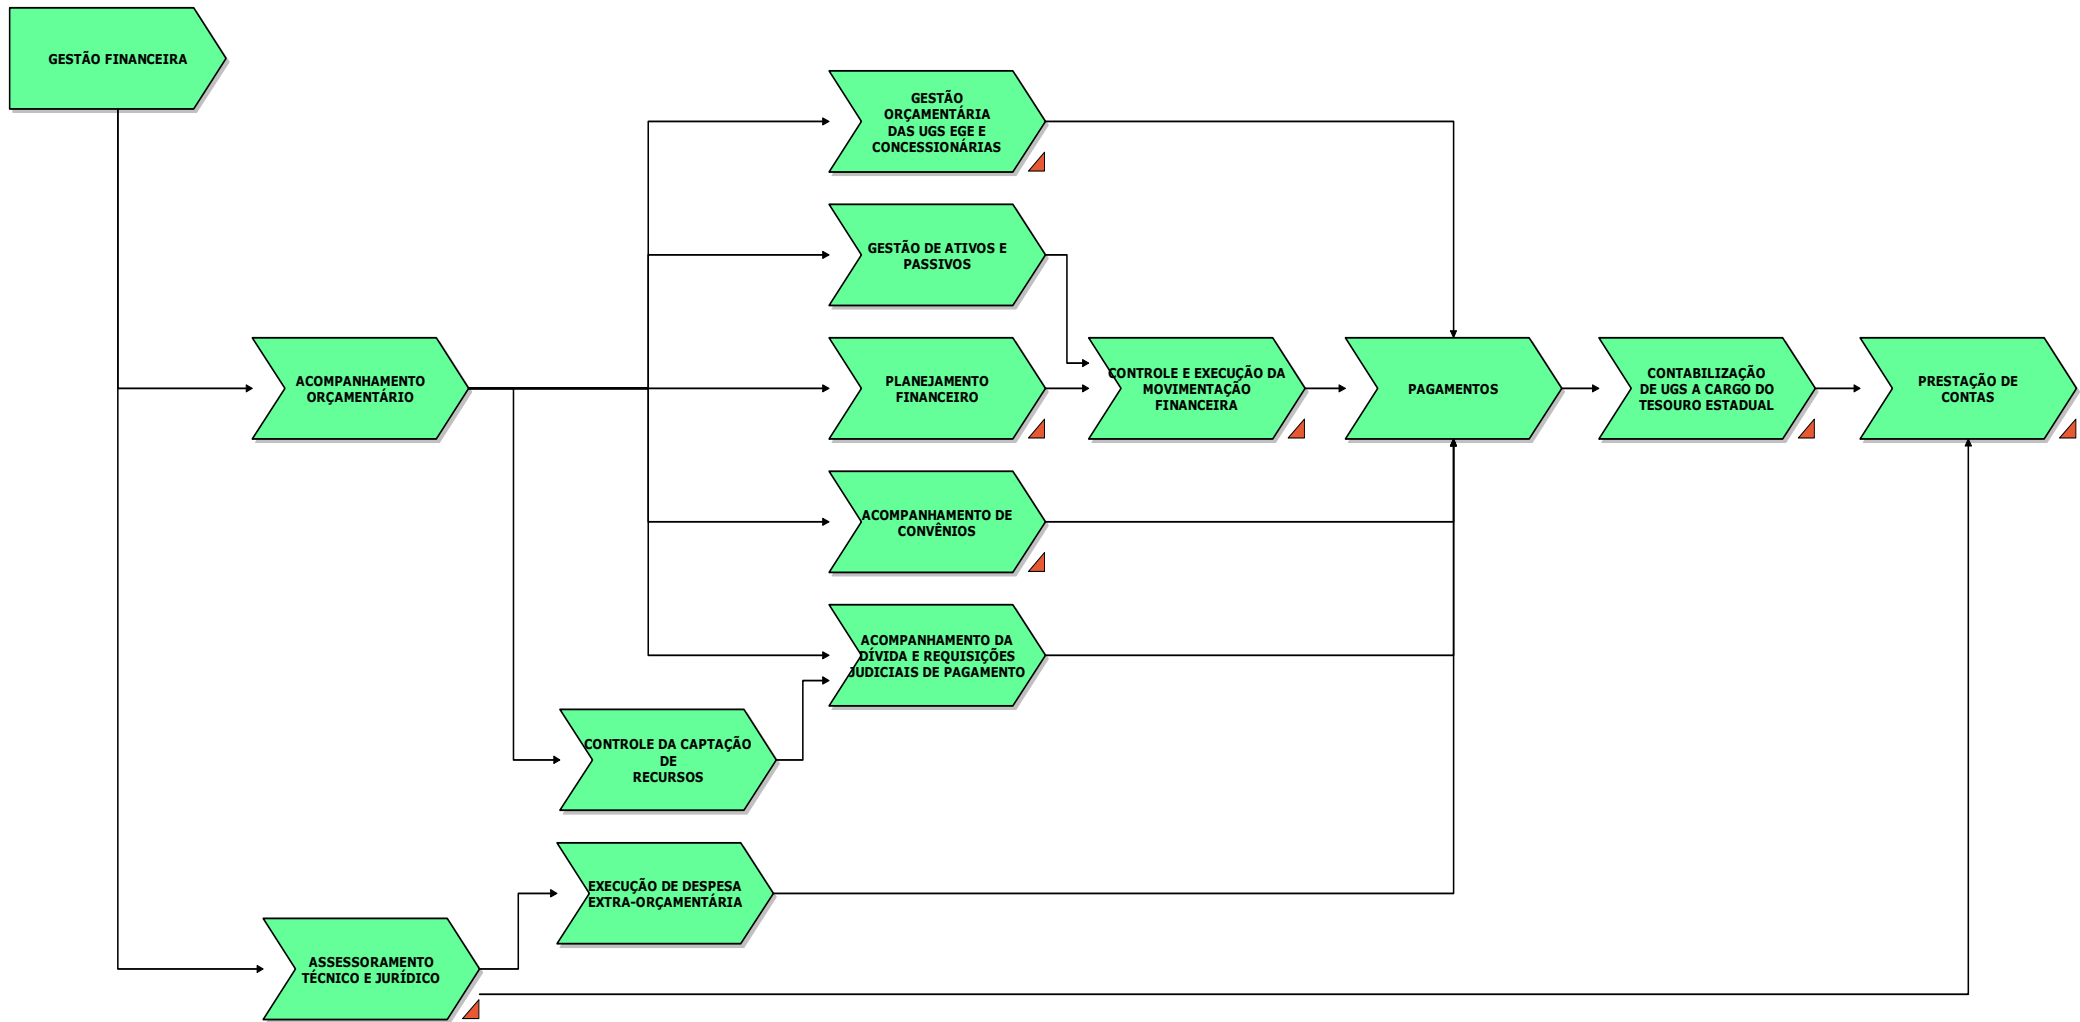 GESTÃO FINANCEIRA
GESTÃO
ORÇAMENTÁRIA
DAS UGS EGE E
CONCESSIONÁRIAS
GESTÃO DE ATIVOS E
PASSIVOS
ACOMPANHAMENTO
ORÇAMENTÁRIO
PLANEJAMENTO
FINANCEIRO
CONTROLE E EXECUÇÃO DA
MOVIMENTAÇÃO
FINANCEIRA
PAGAMENTOS
CONTABILIZAÇÃO
DE UGS A CARGO DO
TESOURO ESTADUAL
PRESTAÇÃO DE
CONTAS
ACOMPANHAMENTO DE
CONVÊNIOS
ACOMPANHAMENTO DA
DÍVIDA E REQUISIÇÕES
JUDICIAIS DE PAGAMENTO
CONTROLE DA CAPTAÇÃO
DE
RECURSOS
EXECUÇÃO DE DESPESA
EXTRA-ORÇAMENTÁRIA
ASSESSORAMENTO
TÉCNICO E JURÍDICO